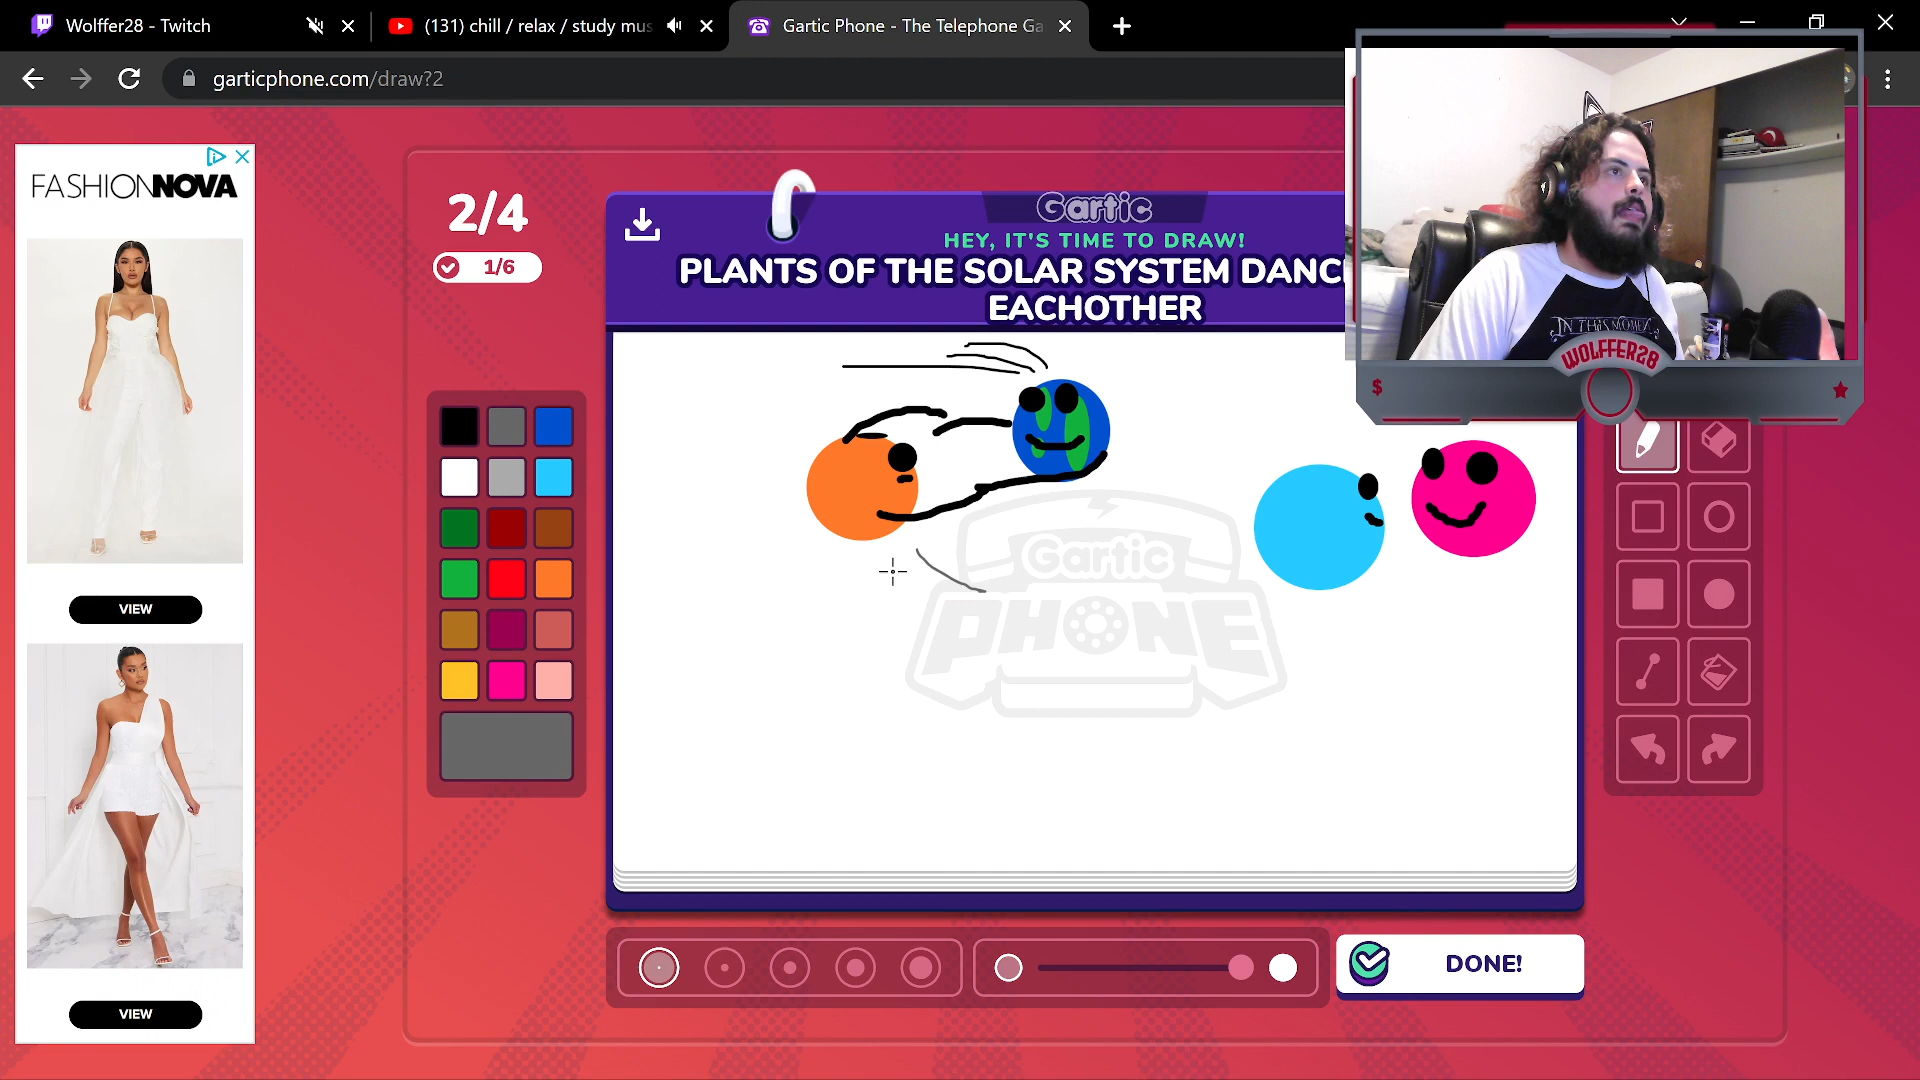 Wolffer28 - Twitch
(131) chill / relax / study mus
Gartic Phone - The Telephone Ga
garticphone.com/draw?2
FASHIONNOVA
VIEW
VIEW
2/4
1/6
Gartic
HEY, IT'S TIME TO DRAW!
PLANTS OF THE SOLAR SYSTEM DANC
EACHOTHER
Gartic
PHONE
IN THIS MOMEN
WOLFFER28
$
DONE!